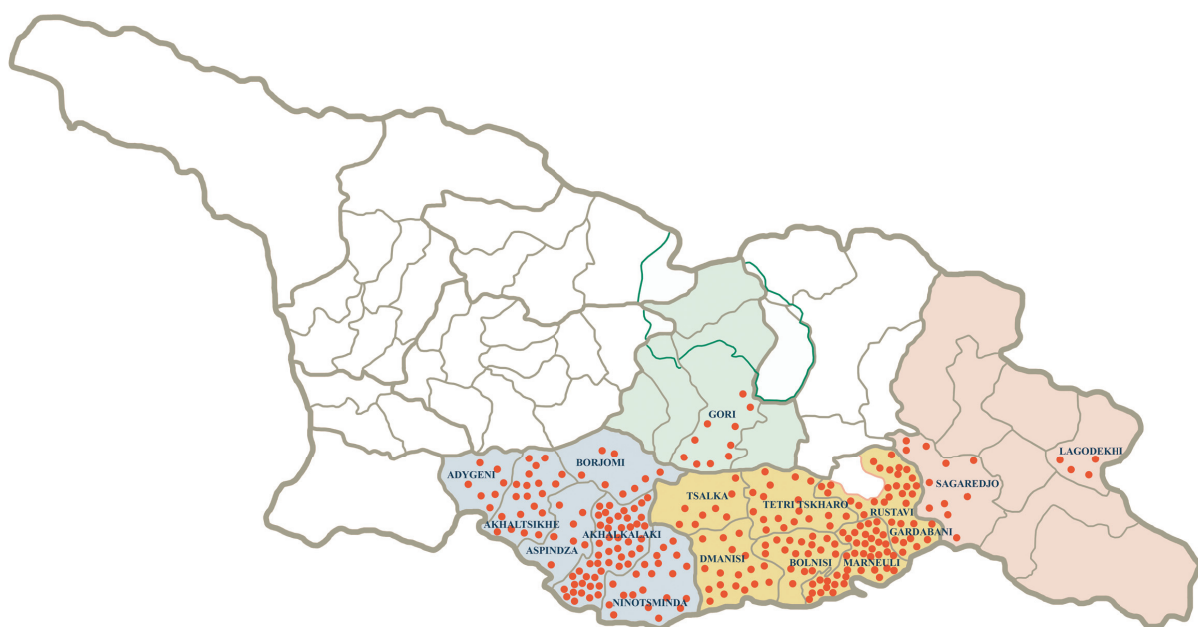 GORI
LAGODEKHI
BORJOMI
ADYGENI
SAGAREDJO
TSALKA
TETRI TSKHARO
RUSTAVI
AKHALTSIKHE
AKHALKALAKI
GARDABANI
ASPINDZA
DMANISI
BOLNISI
MARNEULI
NINOTSMINDA